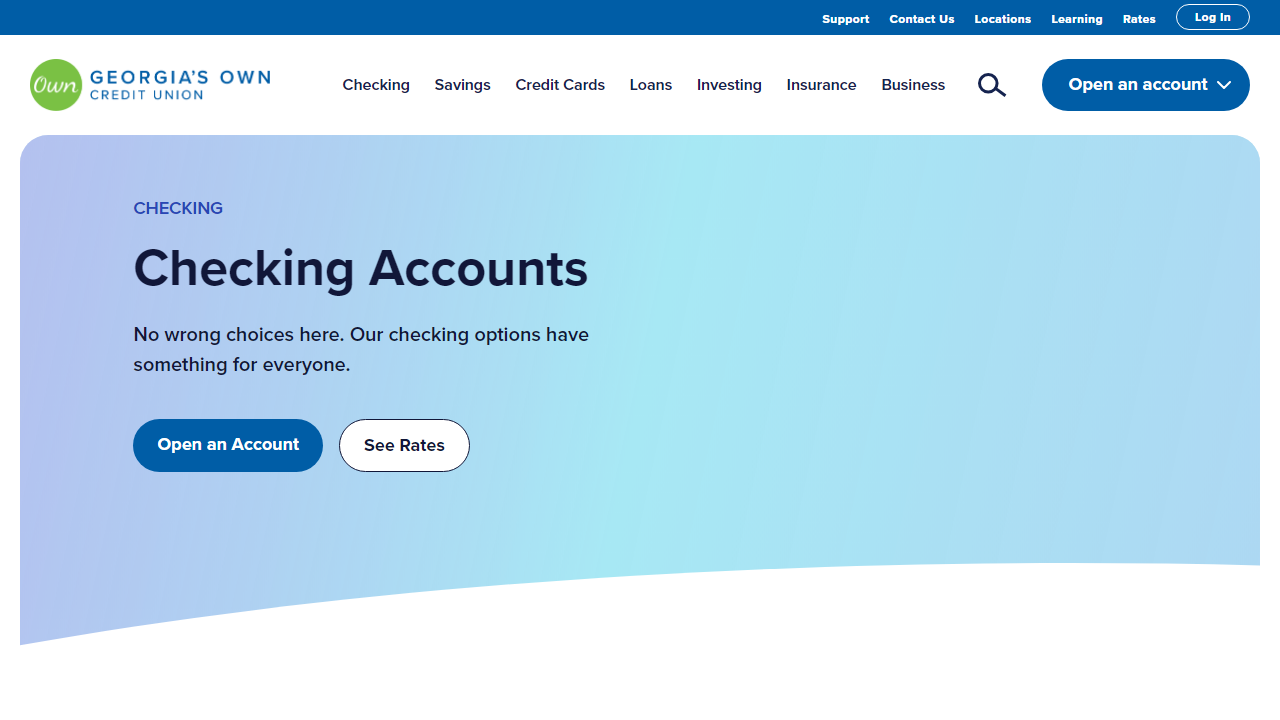 Support Contact Us Locations Learning Rates Log In
Own GEORGIA'S OWN
CREDIT UNION
Checking Savings Credit Cards Loans Investing Insurance Business Open an account
CHECKING
Checking Accounts
No wrong choices here. Our checking options have
something for everyone.
Open an Account See Rates